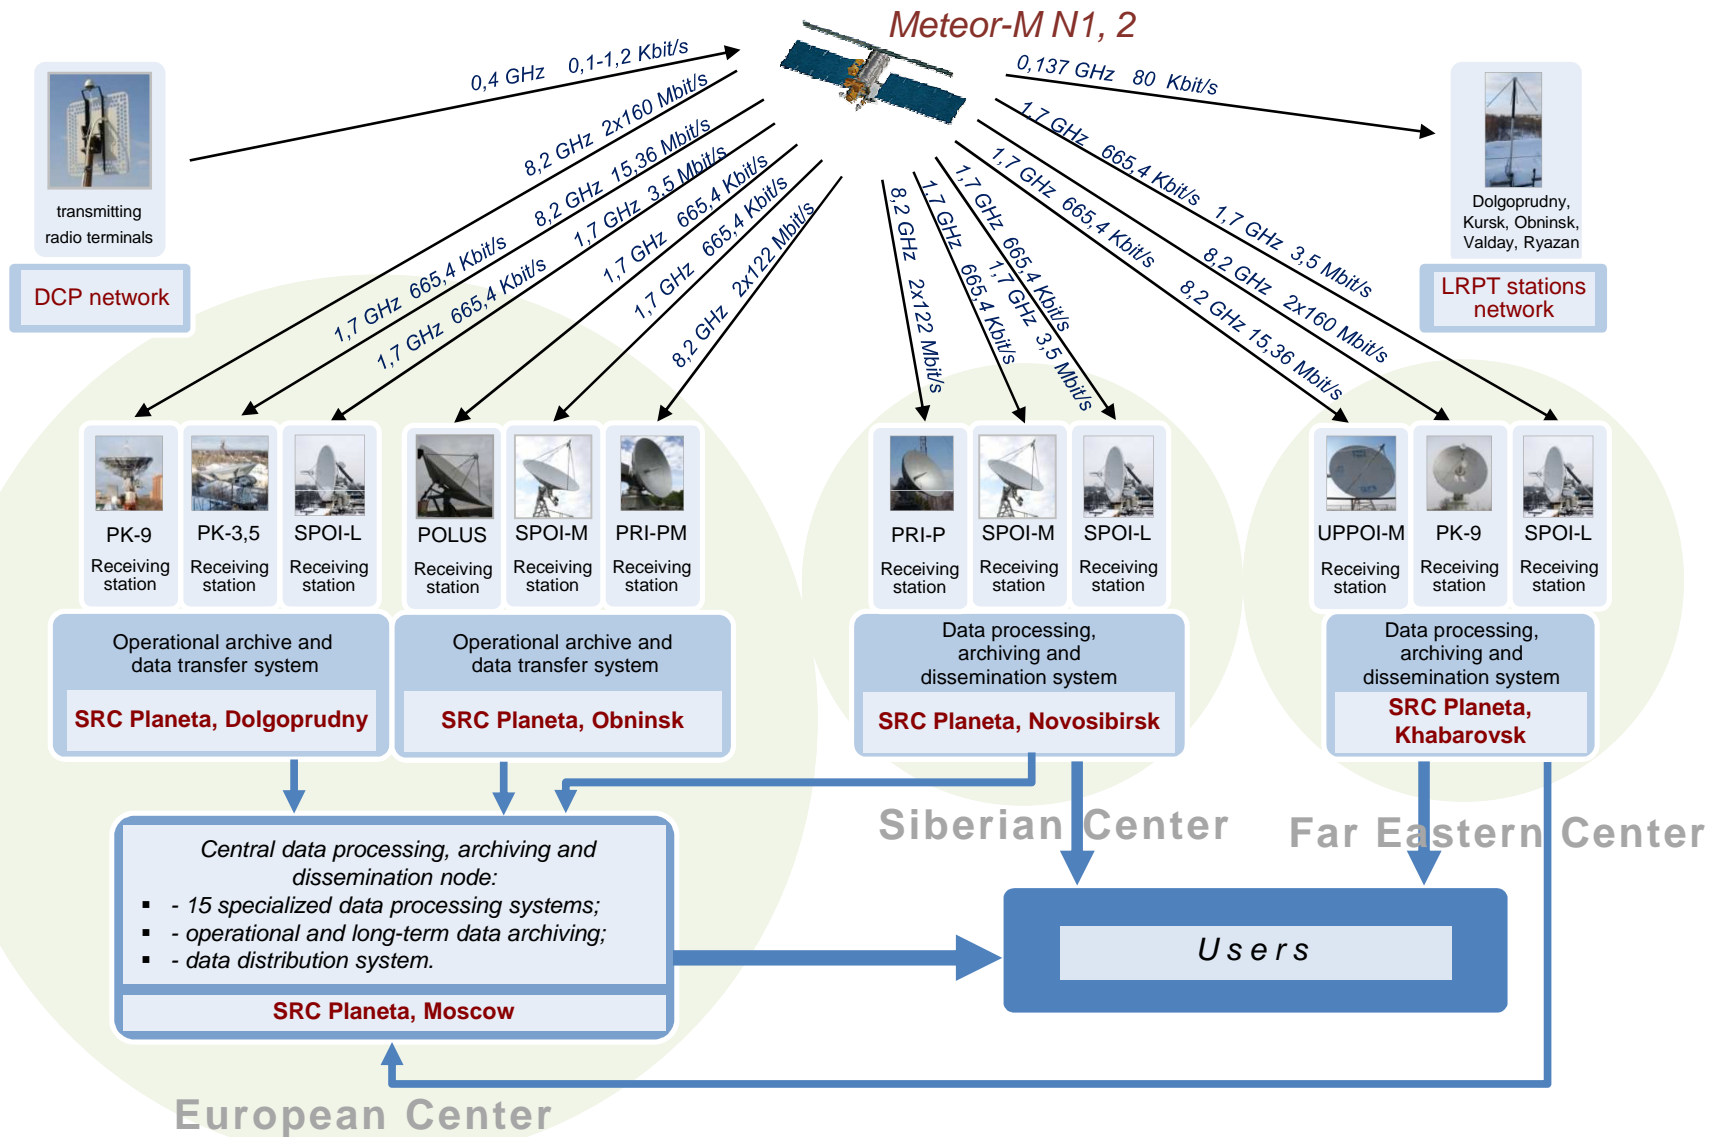 Meteor-M N1, 2
0,4 GHz 0,1-1,2 Kbit/s
8,2 GHz 2x160 Mbit/s
8,2 GHz 15,36 Mbit/s
1,7 GHz 665,4 Kbit/s
1,7 GHz 3,5 Mbit/s
1,7 GHz 665,4 Kbit/s
1,7 GHz 665,4 Kbit/s
1,7 GHz 665,4 Kbit/s
8,2 GHz 2x122 Mbit/s
8,2 GHz 2x122 Mbit/s
1,7 GHz 665,4 Kbit/s
1,7 GHz 665,4 Kbit/s
1,7 GHz 3,5 Mbit/s
1,7 GHz 665,4 Kbit/s
8,2 GHz 15,36 Mbit/s
8,2 GHz 2x160 Mbit/s
1,7 GHz 665,4 Kbit/s
1,7 GHz 3,5 Mbit/s
0,137 GHz 80 Kbit/s
transmitting
radio terminals
DCP network
Dolgoprudny,
Kursk, Obninsk,
Valday, Ryazan
LRPT stations
network
PK-9
Receiving
station
PK-3,5
Receiving
station
SPOI-L
Receiving
station
POLUS
Receiving
station
SPOI-M
Receiving
station
PRI-PM
Receiving
station
PRI-P
Receiving
station
SPOI-M
Receiving
station
SPOI-L
Receiving
station
UPPOI-M
Receiving
station
PK-9
Receiving
station
SPOI-L
Receiving
station
Operational archive and
data transfer system
SRC Planeta, Dolgoprudny
Operational archive and
data transfer system
SRC Planeta, Obninsk
Data processing,
archiving and
dissemination system
SRC Planeta, Novosibirsk
Data processing,
archiving and
dissemination system
SRC Planeta,
Khabarovsk
Siberian Center
Far Eastern Center
Central data processing, archiving and
dissemination node:
▪ - 15 specialized data processing systems;
▪ - operational and long-term data archiving;
▪ - data distribution system.
SRC Planeta, Moscow
Users
European Center